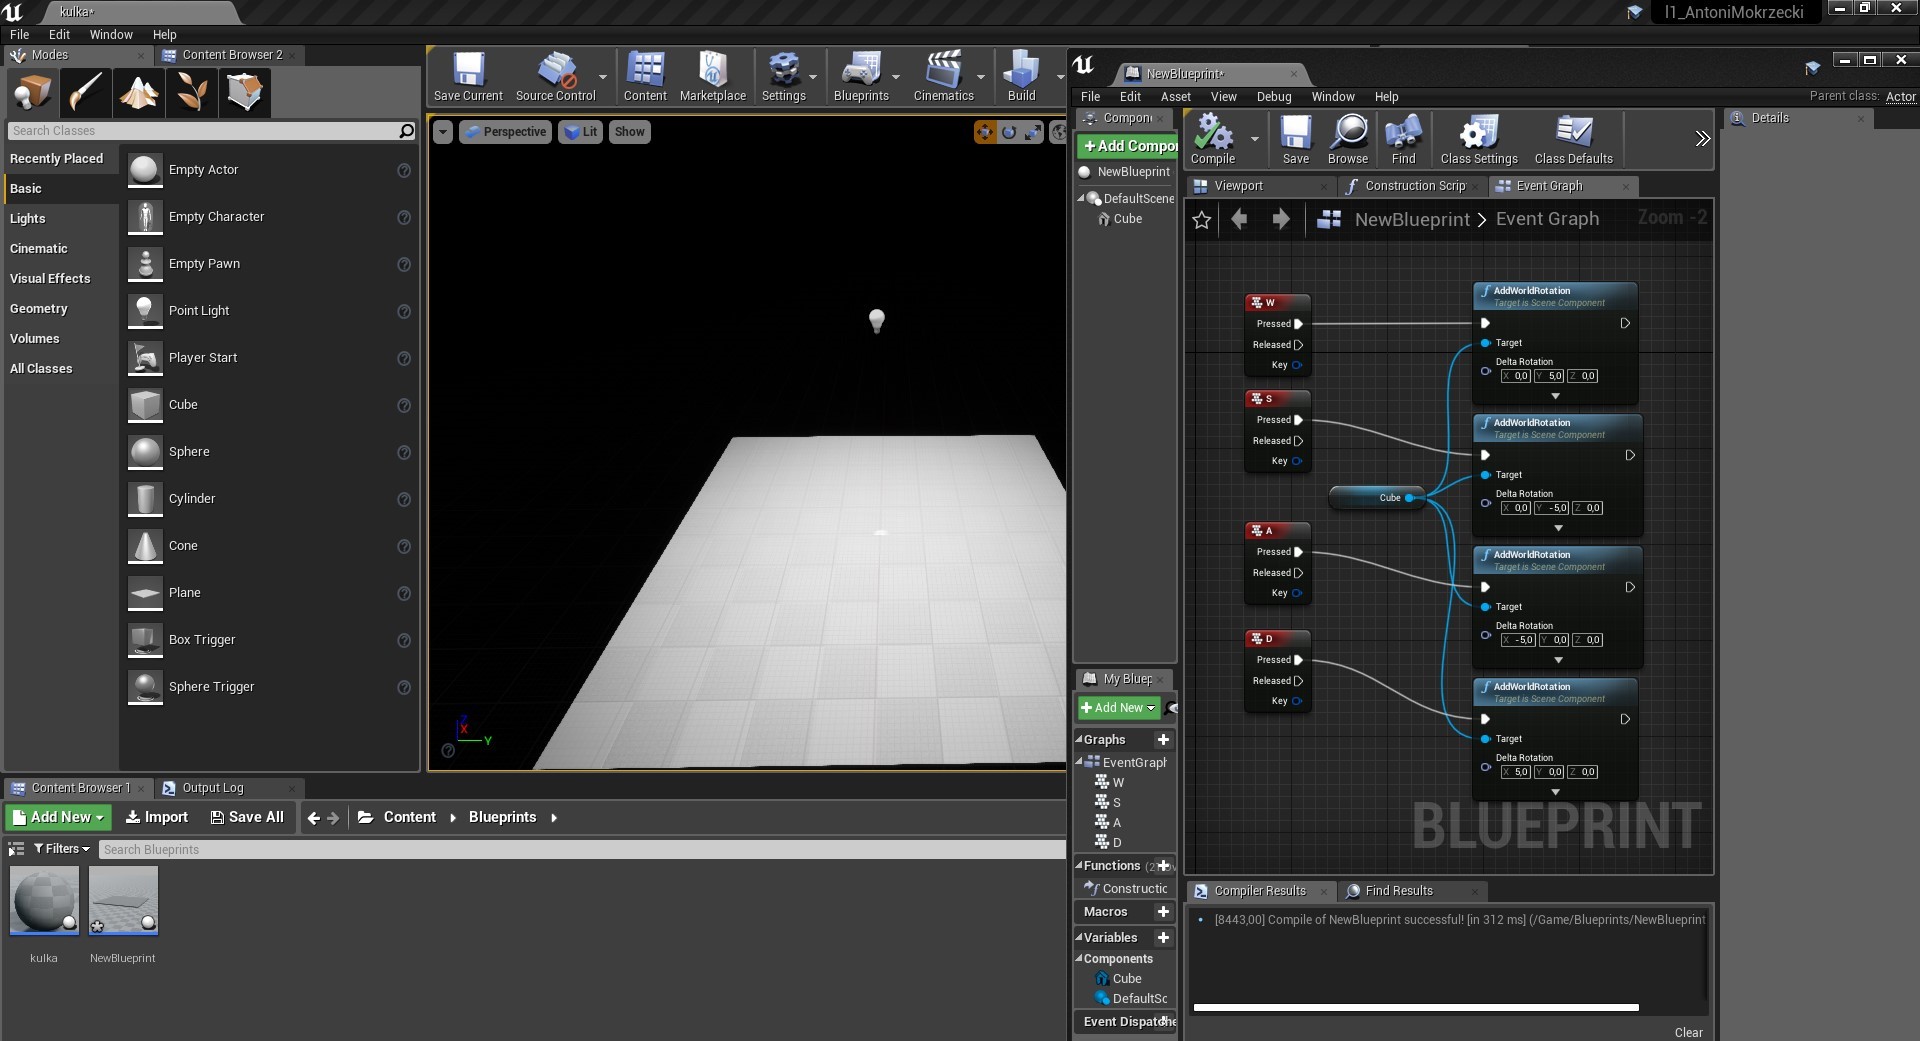 kulka*
l1_AntoniMokrzecki
File Edit Window Help
Modes
Content Browser 2
Search Classes
Recently Placed
Basic
Lights
Cinematic
Visual Effects
Geometry
Volumes
All Classes
Empty Actor
Empty Character
Empty Pawn
Point Light
Player Start
Cube
Sphere
Cylinder
Cone
Plane
Box Trigger
Sphere Trigger
Save Current
Source Control
Content
Marketplace
Settings
Blueprints
Cinematics
Build
Perspective
Lit
Show
Z
X
Y
Content Browser 1
Output Log
Add New
Import
Save All
Content
Blueprints
Filters
Search Blueprints
kulka
NewBlueprint
NewBlueprint*
File Edit Asset View Debug Window Help
Parent class: Actor
Compon
+Add Compo
NewBlueprint
DefaultScene
Cube
Compile
Save
Browse
Find
Class Settings
Class Defaults
Details
Viewport
Construction Scrip
Event Graph
NewBlueprint > Event Graph
Zoom -2
W
Pressed
Released
Key
S
Pressed
Released
Key
Cube
A
Pressed
Released
Key
D
Pressed
Released
Key
AddWorldRotation
Target is Scene Component
Target
Delta Rotation
X 0,0 Y 5,0 Z 0,0
AddWorldRotation
Target is Scene Component
Target
Delta Rotation
X 0,0 Y -5,0 Z 0,0
AddWorldRotation
Target is Scene Component
Target
Delta Rotation
X -5,0 Y 0,0 Z 0,0
AddWorldRotation
Target is Scene Component
Target
Delta Rotation
X 5,0 Y 0,0 Z 0,0
BLUEPRINT
My Bluep
+Add New
Graphs
EventGraph
W
S
A
D
Functions
Constructic
Macros
Variables
Components
Cube
DefaultSc
Event Dispatche
Compiler Results
Find Results
[8443,00] Compile of NewBlueprint successful! [in 312 ms] (/Game/Blueprints/NewBlueprint
Clear